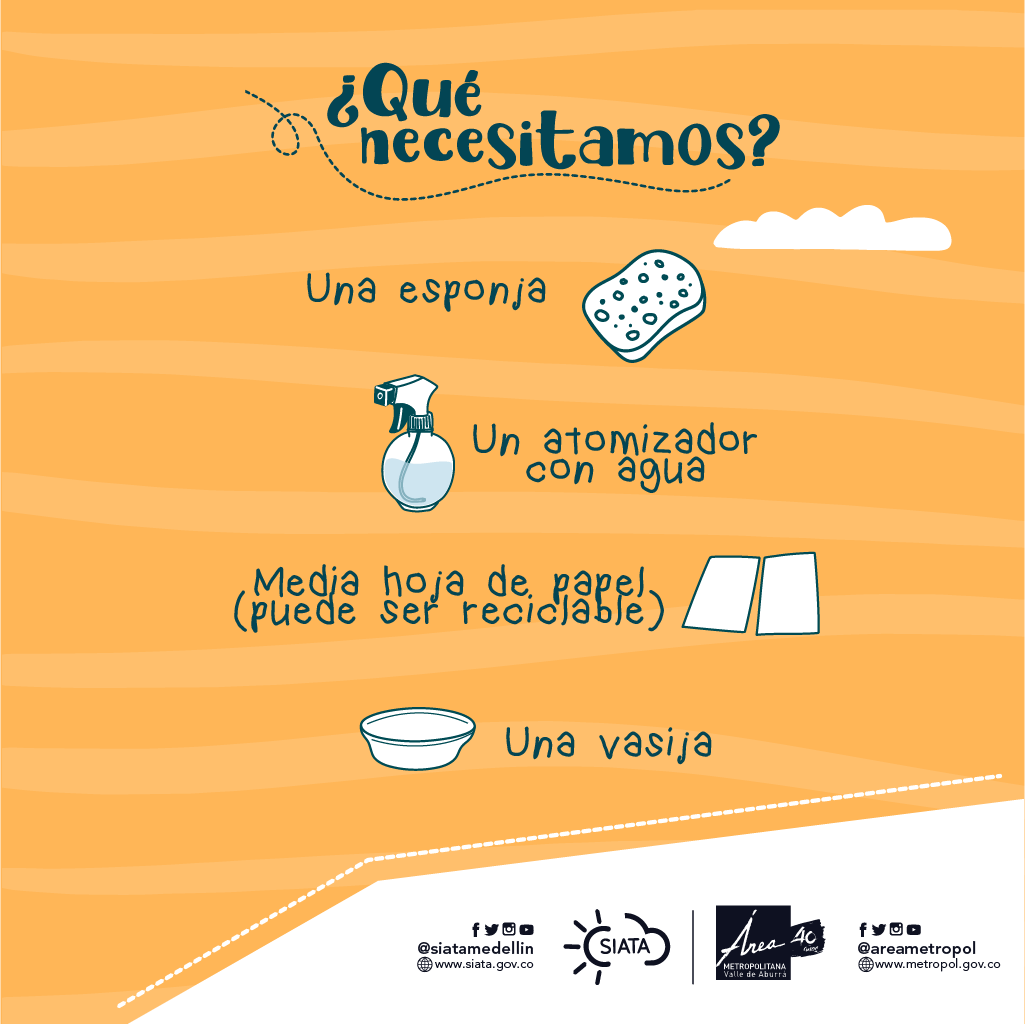 ¿Qué
necesitamos?
Una esponja
Un atomizador
con agua
Media hoja de papel
(puede ser reciclable)
Una vasija
@siatamedellin
www.siata.gov.co
SIATA
Área
40
METROPOLITANA
Valle de Aburrá
@areametropol
www.metropol.gov.co